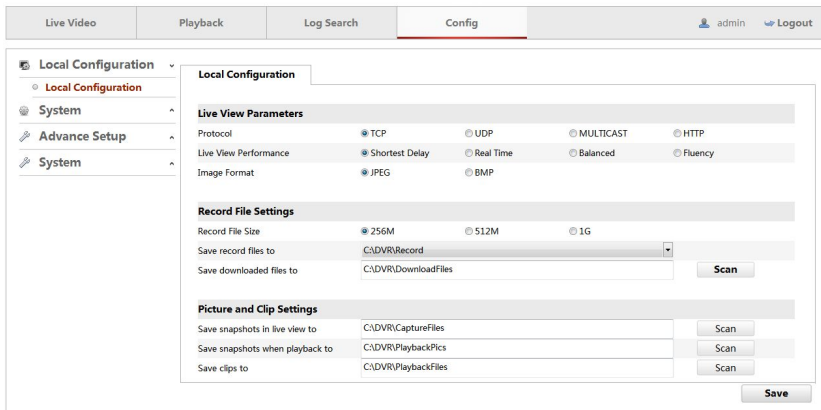 Live Video Playback Log Search Config admin Logout
Local Configuration
Local Configuration
System
Advance Setup
System
Local Configuration
Live View Parameters
Protocol TCP UDP MULTICAST HTTP
Live View Performance Shortest Delay Real Time Balanced Fluency
Image Format JPEG BMP
Record File Settings
Record File Size 256M 512M 1G
Save record files to C:\DVR\Record
Save downloaded files to C:\DVR\DownloadFiles Scan
Picture and Clip Settings
Save snapshots in live view to C:\DVR\CaptureFiles Scan
Save snapshots when playback to C:\DVR\PlaybackPics Scan
Save clips to C:\DVR\PlaybackFiles Scan
Save